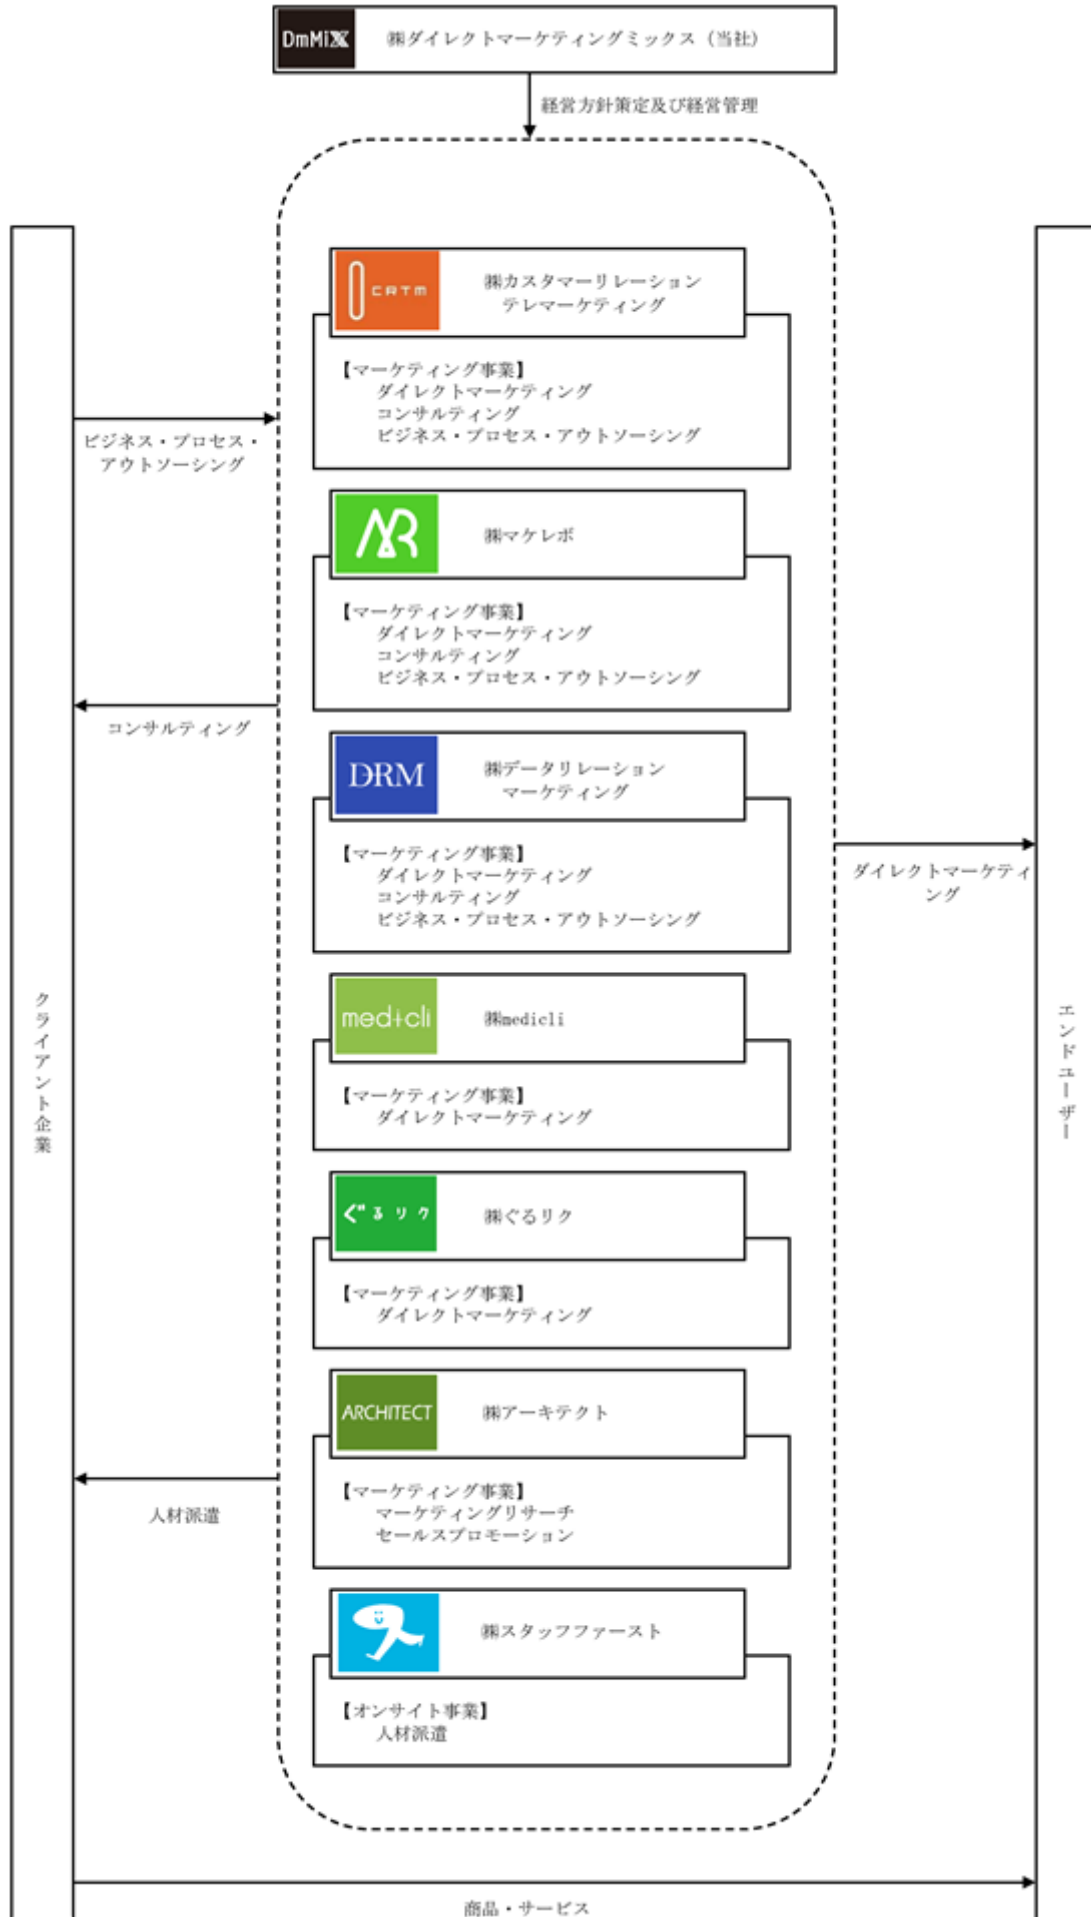 DmMiX
㈱ダイレクトマーケティングミックス（当社）
経営方針策定及び経営管理
CRTM
㈱カスタマーリレーション
テレマーケティング
【マーケティング事業】
ダイレクトマーケティング
コンサルティング
ビジネス・プロセス・アウトソーシング
ビジネス・プロセス・
アウトソーシング
㈱マケレボ
【マーケティング事業】
ダイレクトマーケティング
コンサルティング
ビジネス・プロセス・アウトソーシング
コンサルティング
DRM
㈱データリレーション
マーケティング
【マーケティング事業】
ダイレクトマーケティング
コンサルティング
ビジネス・プロセス・アウトソーシング
ダイレクトマーケティ
ング
クライアント企業
エンドユーザー
medicli
㈱medicli
【マーケティング事業】
ダイレクトマーケティング
ぐるリク
㈱ぐるリク
【マーケティング事業】
ダイレクトマーケティング
ARCHITECT
㈱アーキテクト
【マーケティング事業】
マーケティングリサーチ
セールスプロモーション
人材派遣
㈱スタッフファースト
【オンサイト事業】
人材派遣
商品・サービス